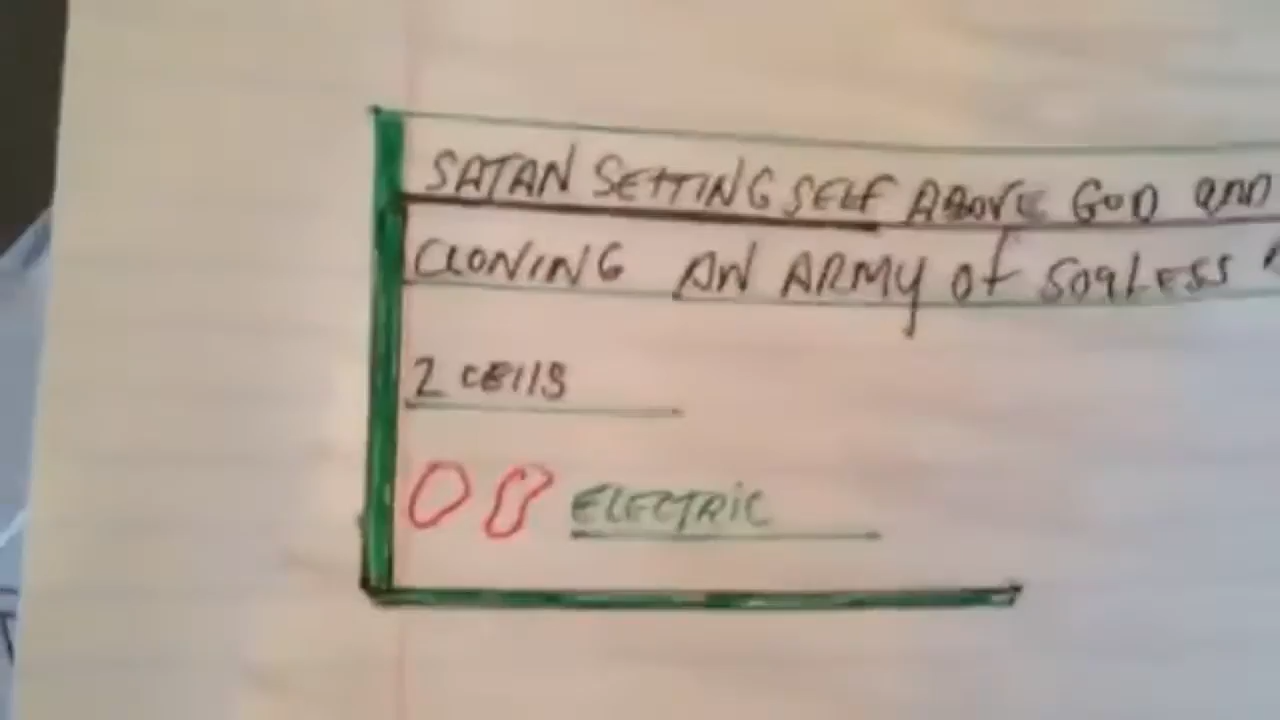 SATAN SETTING SELF ABOVE GOD AND
CLONING AN ARMY of SOULESS
2 CEllS
ELECTRIC